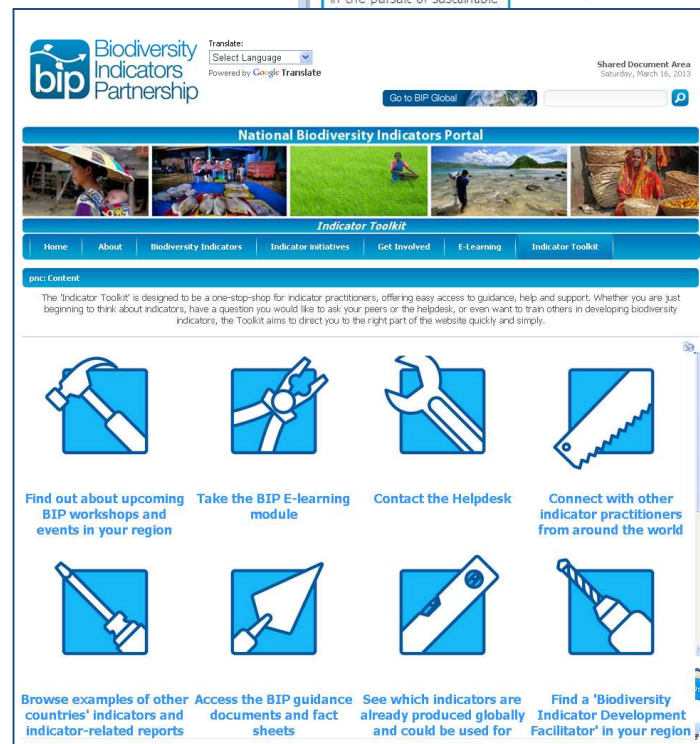 in the pursuit of sustainable
bip
Biodiversity
Indicators
Partnership
Translate:
Select Language
Powered by Google Translate
Shared Document Area
Saturday, March 16, 2013
Go to BIP Global
National Biodiversity Indicators Portal
Indicator Toolkit
Home About Biodiversity Indicators Indicator initiatives Get Involved E-Learning Indicator Toolkit
pnc: Content
The 'Indicator Toolkit' is designed to be a one-stop-shop for indicator practitioners, offering easy access to guidance, help and support. Whether you are just
beginning to think about indicators, have a question you would like to ask your peers or the helpdesk, or even want to train others in developing biodiversity
indicators, the Toolkit aims to direct you to the right part of the website quickly and simply.
Find out about upcoming
BIP workshops and
events in your region
Take the BIP E-learning
module
Contact the Helpdesk
Connect with other
indicator practitioners
from around the world
Browse examples of other
countries' indicators and
indicator-related reports
Access the BIP guidance
documents and fact
sheets
See which indicators are
already produced globally
and could be used for
Find a 'Biodiversity
Indicator Development
Facilitator' in your region